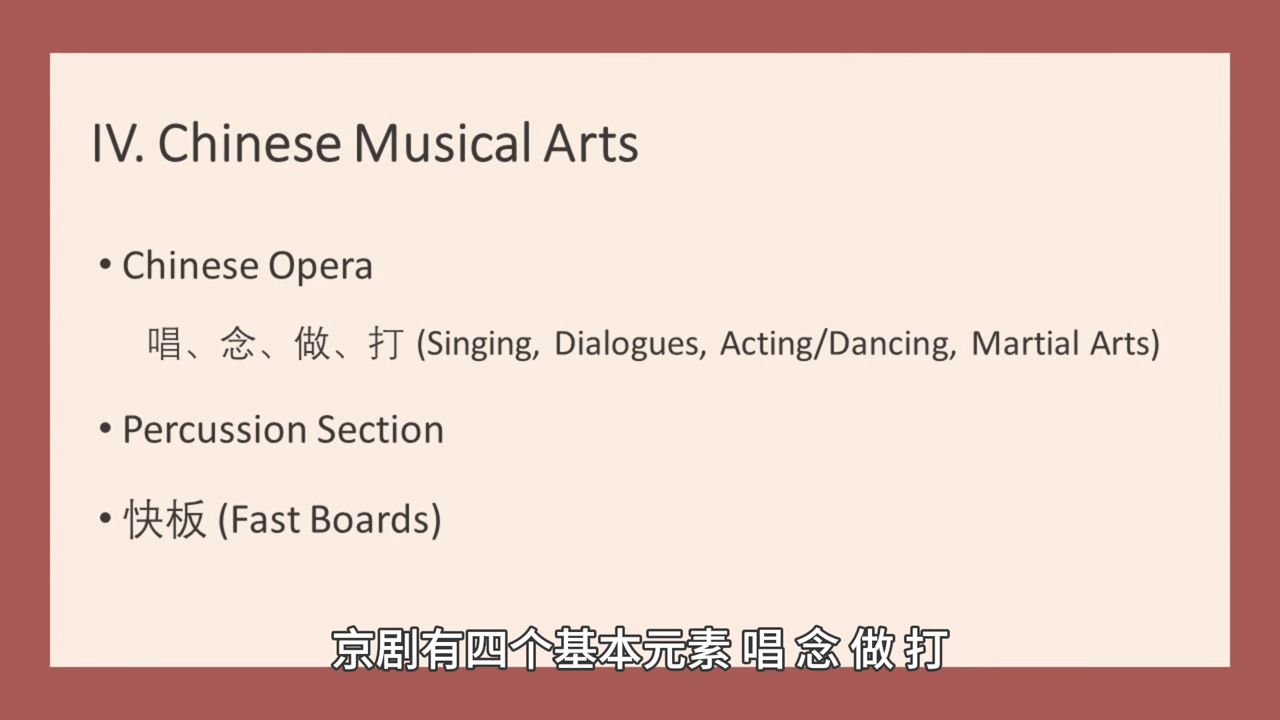 IV. Chinese Musical Arts
• Chinese Opera
唱、念、做、打 (Singing, Dialogues, Acting/Dancing, Martial Arts)
• Percussion Section
• 快板 (Fast Boards)
京剧有四个基本元素 唱 念 做 打